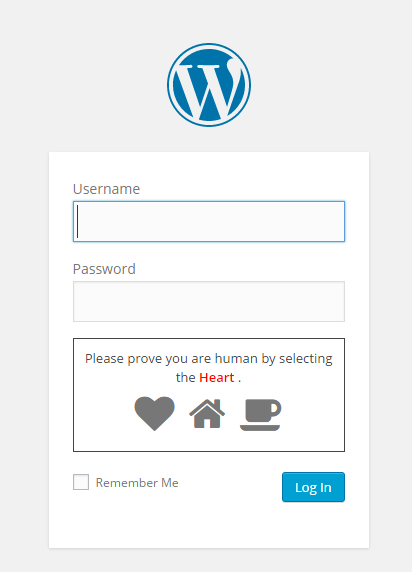 Username
Password
Please prove you are human by selecting
the Heart .
Remember Me
Log In